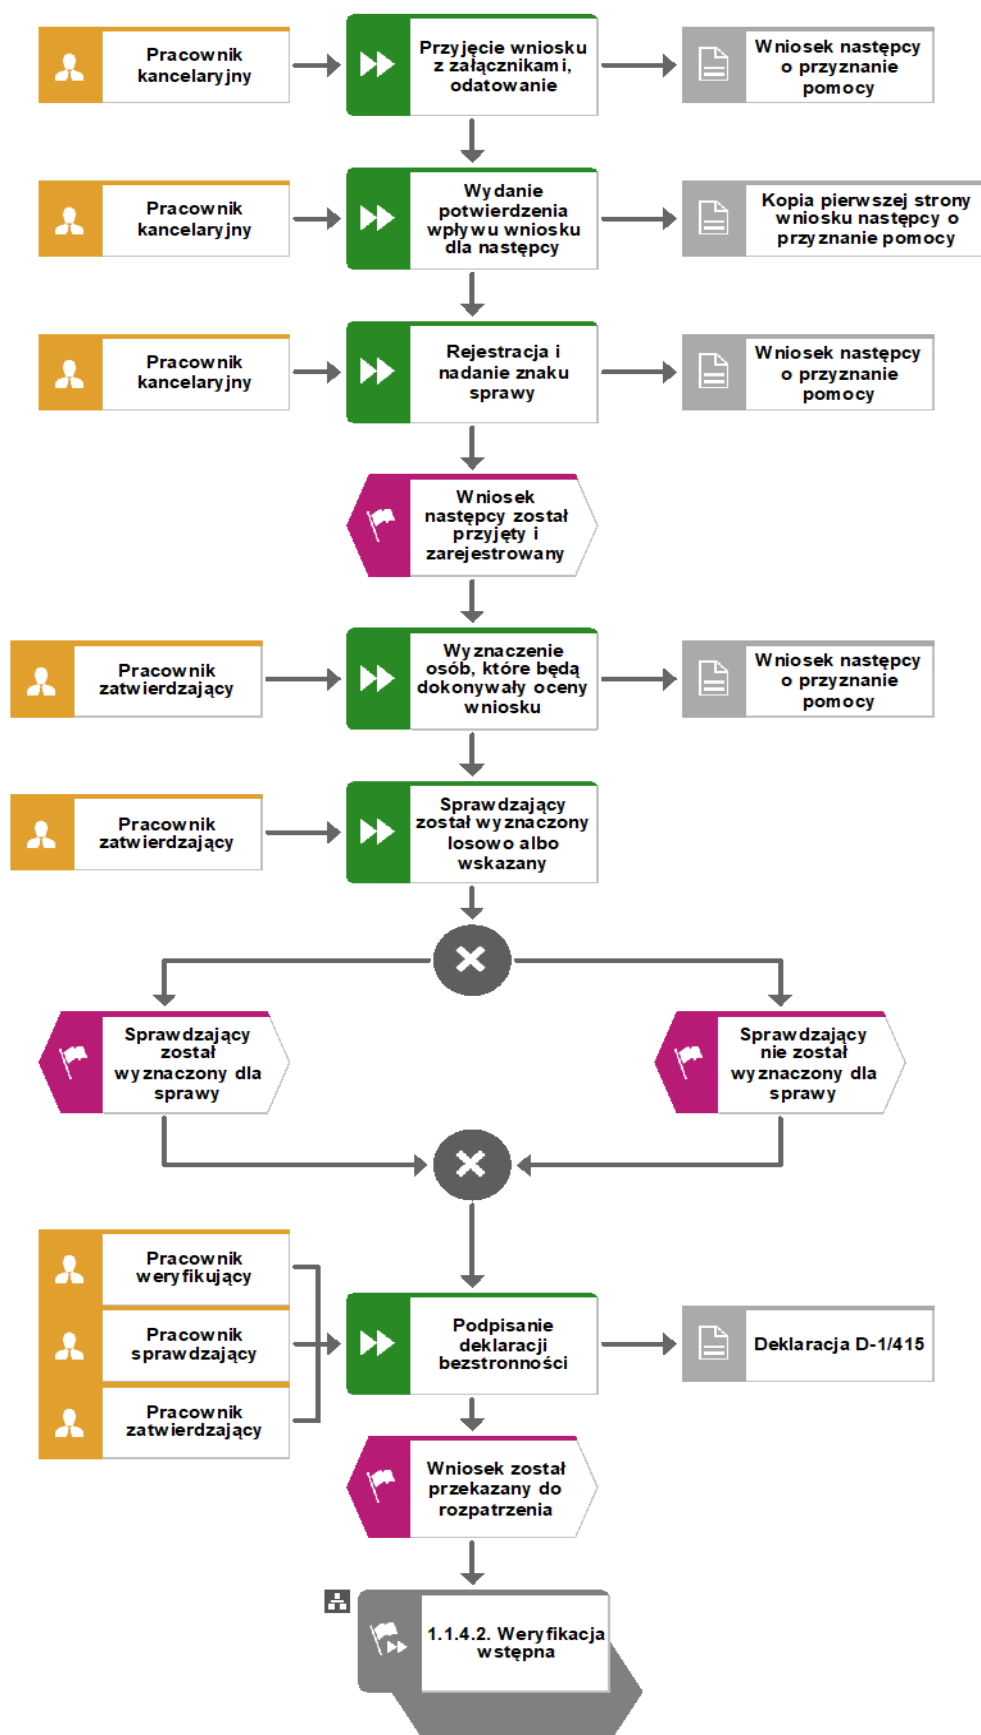 Pracownik
kancelaryjny
Przyjęcie wniosku
z załącznikami,
odatowanie
Wniosek następcy
o przyznanie
pomocy
Pracownik
kancelaryjny
Wydanie
potwierdzenia
wpływu wniosku
dla następcy
Kopia pierwszej strony
wniosku następcy o
przyznanie pomocy
Pracownik
kancelaryjny
Rejestracja i
nadanie znaku
sprawy
Wniosek następcy
o przyznanie
pomocy
Wniosek
następcy został
przyjęty i
zarejestrowany
Pracownik
zatwierdzający
Wyznaczenie
osób, które będą
dokonywały oceny
wniosku
Wniosek następcy
o przyznanie
pomocy
Pracownik
zatwierdzający
Sprawdzający
został wyznaczony
losowo albo
wskazany
Sprawdzający
został
wyznaczony dla
sprawy
Sprawdzający
nie został
wyznaczony dla
sprawy
Pracownik
weryfikujący
Pracownik
sprawdzający
Pracownik
zatwierdzający
Podpisanie
deklaracji
bezstronności
Deklaracja D-1/415
Wniosek został
przekazany do
rozpatrzenia
1.1.4.2. Weryfikacja
wstępna